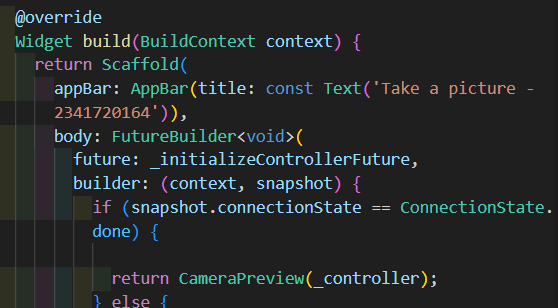 @override
Widget build(BuildContext context) {
  return Scaffold(
    appBar: AppBar(title: const Text('Take a picture -
    2341720164')),
    body: FutureBuilder<void>(
      future: _initializeControllerFuture,
      builder: (context, snapshot) {
        if (snapshot.connectionState == ConnectionState.
        done) {
          return CameraPreview(_controller);
        } else {